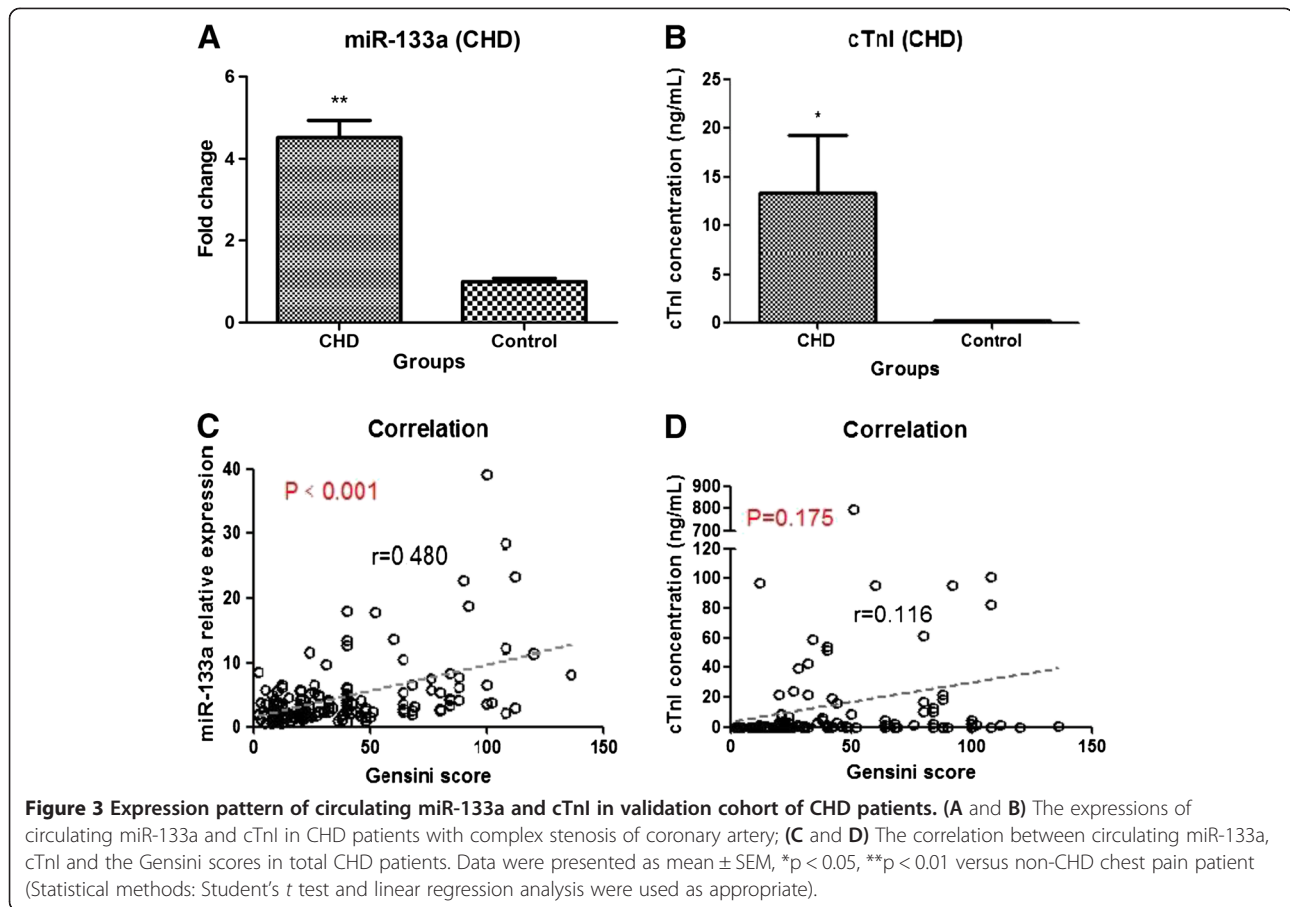 A
miR-133a (CHD)
Fold change
6
4
2
0
**
CHD
Control
Groups
B
cTnI (CHD)
cTnI concentration (ng/mL)
25
20
15
10
5
0
*
CHD
Control
Groups
C
Correlation
miR-133a relative expression
40
30
20
10
0
P < 0.001
r=0 480
0
50
100
150
Gensini score
D
Correlation
cTnI concentration (ng/mL)
900
800
700
120
100
80
60
40
20
0
P=0.175
r=0.116
0
50
100
150
Gensini score
Figure 3 Expression pattern of circulating miR-133a and cTnI in validation cohort of CHD patients. (A and B) The expressions of
circulating miR-133a and cTnI in CHD patients with complex stenosis of coronary artery; (C and D) The correlation between circulating miR-133a,
cTnI and the Gensini scores in total CHD patients. Data were presented as mean ± SEM, *p < 0.05, **p < 0.01 versus non-CHD chest pain patient
(Statistical methods: Student's t test and linear regression analysis were used as appropriate).